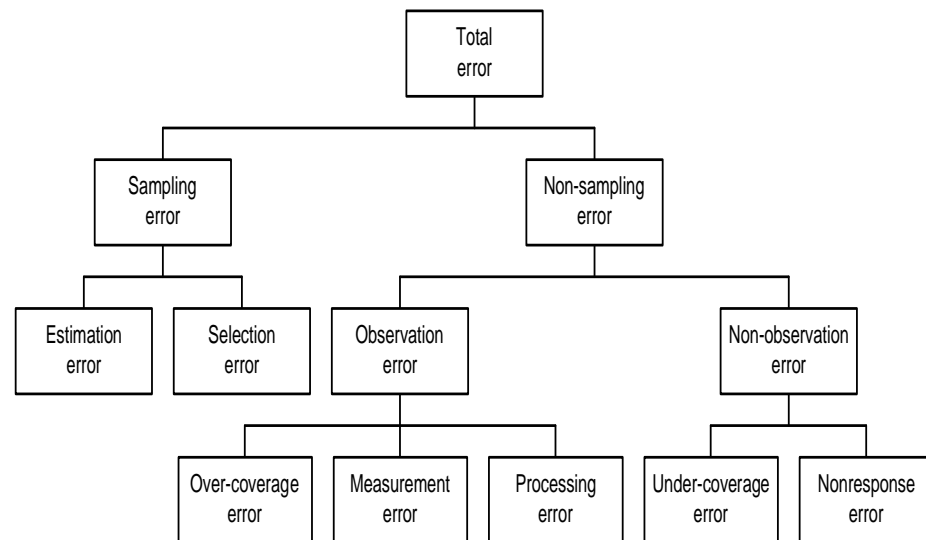 Total
error
Sampling
error
Non-sampling
error
Estimation
error
Selection
error
Observation
error
Non-observation
error
Over-coverage
error
Measurement
error
Processing
error
Under-coverage
error
Nonresponse
error